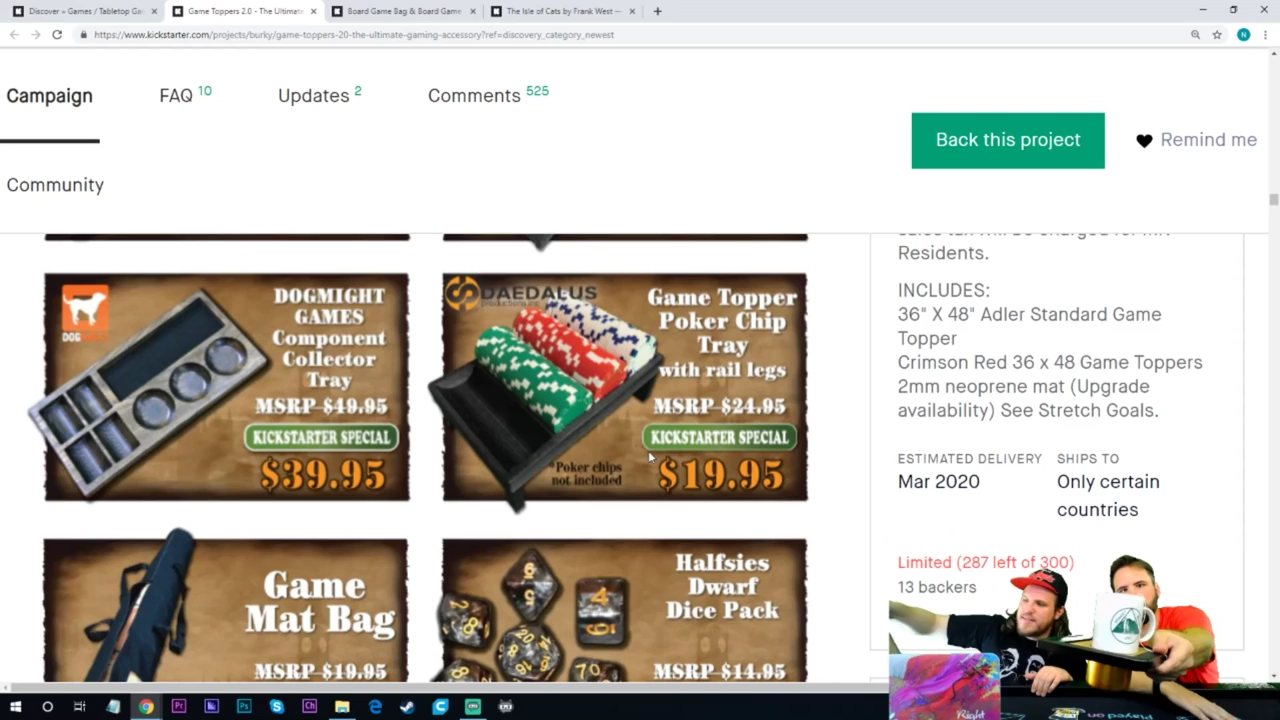 Discover » Games / Tabletop Ga
Game Toppers 2.0 - The Ultimate
Board Game Bag & Board Game
The Isle of Cats by Frank West —
https://www.kickstarter.com/projects/burky/game-toppers-20-the-ultimate-gaming-accessory?ref=discovery_category_newest
N
Campaign
FAQ 10
Updates 2
Comments 525
Back this project
Remind me
Community
Residents.
INCLUDES:
36" X 48" Adler Standard Game
Topper
Crimson Red 36 x 48 Game Toppers
2mm neoprene mat (Upgrade
availability) See Stretch Goals.
ESTIMATED DELIVERY
Mar 2020
SHIPS TO
Only certain
countries
Limited (287 left of 300)
13 backers
DOG
DOGMIGHT
GAMES
Component
Collector
Tray
MSRP $49.95
KICKSTARTER SPECIAL
$39.95
DAEDALUS
productions inc
Game Topper
Poker Chip
Tray
with rail legs
MSRP $24.95
KICKSTARTER SPECIAL
*Poker chips
not included
$19.95
Game
Mat Bag
MSRP $19.95
Halfsies
Dwarf
Dice Pack
MSRP $14.95
Right